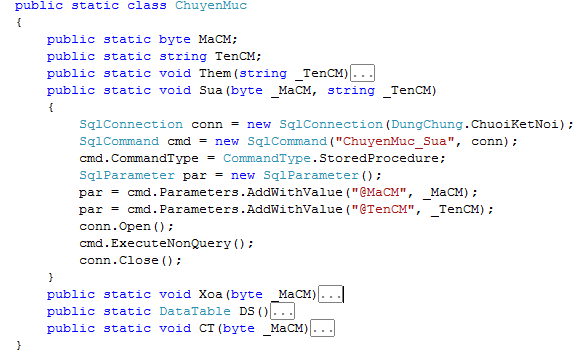 public static class ChuyenMuc
{
    public static byte MaCM;
    public static string TenCM;
    public static void Them(string _TenCM)...
    public static void Sua(byte _MaCM, string _TenCM)
    {
        SqlConnection conn = new SqlConnection(DungChung.ChuoiKetNoi);
        SqlCommand cmd = new SqlCommand("ChuyenMuc_Sua", conn);
        cmd.CommandType = CommandType.StoredProcedure;
        SqlParameter par = new SqlParameter();
        par = cmd.Parameters.AddWithValue("@MaCM", _MaCM);
        par = cmd.Parameters.AddWithValue("@TenCM", _TenCM);
        conn.Open();
        cmd.ExecuteNonQuery();
        conn.Close();
    }
    public static void Xoa(byte _MaCM)...
    public static DataTable DS()...
    public static void CT(byte _MaCM)...
}